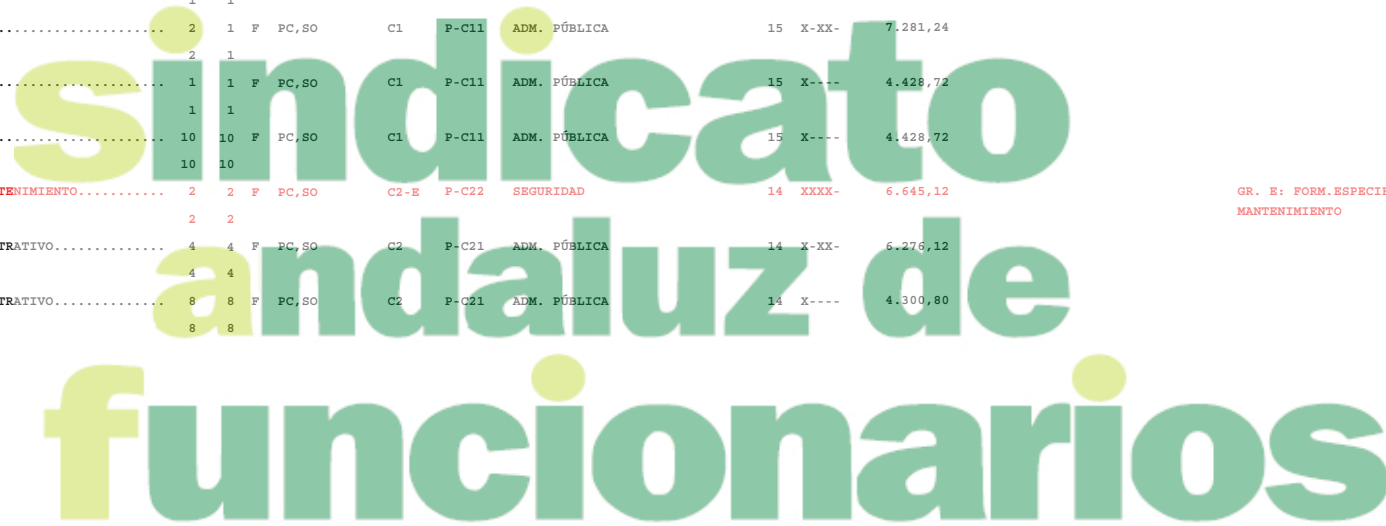 1 1
.................... 2 1 F PC,SO C1 P-C11 ADM. PÚBLICA 15 X-XX- 7.281,24
2 1
.................... 1 1 F PC,SO C1 P-C11 ADM. PÚBLICA 15 X---- 4.428,72
1 1
.................... 10 10 F PC,SO C1 P-C11 ADM. PÚBLICA 15 X---- 4.428,72
10 10
TENIMIENTO........... 2 2 F PC,SO C2-E P-C22 SEGURIDAD 14 XXXX- 6.645,12 GR. E: FORM.ESPECIF
2 2 MANTENIMIENTO
TRATIVO.............. 4 4 F PC,SO C2 P-C21 ADM. PÚBLICA 14 X-XX- 6.276,12
4 4
TRATIVO.............. 8 8 F PC,SO C2 P-C21 ADM. PÚBLICA 14 X---- 4.300,80
8 8
sindicato
andaluz de
funcionarios